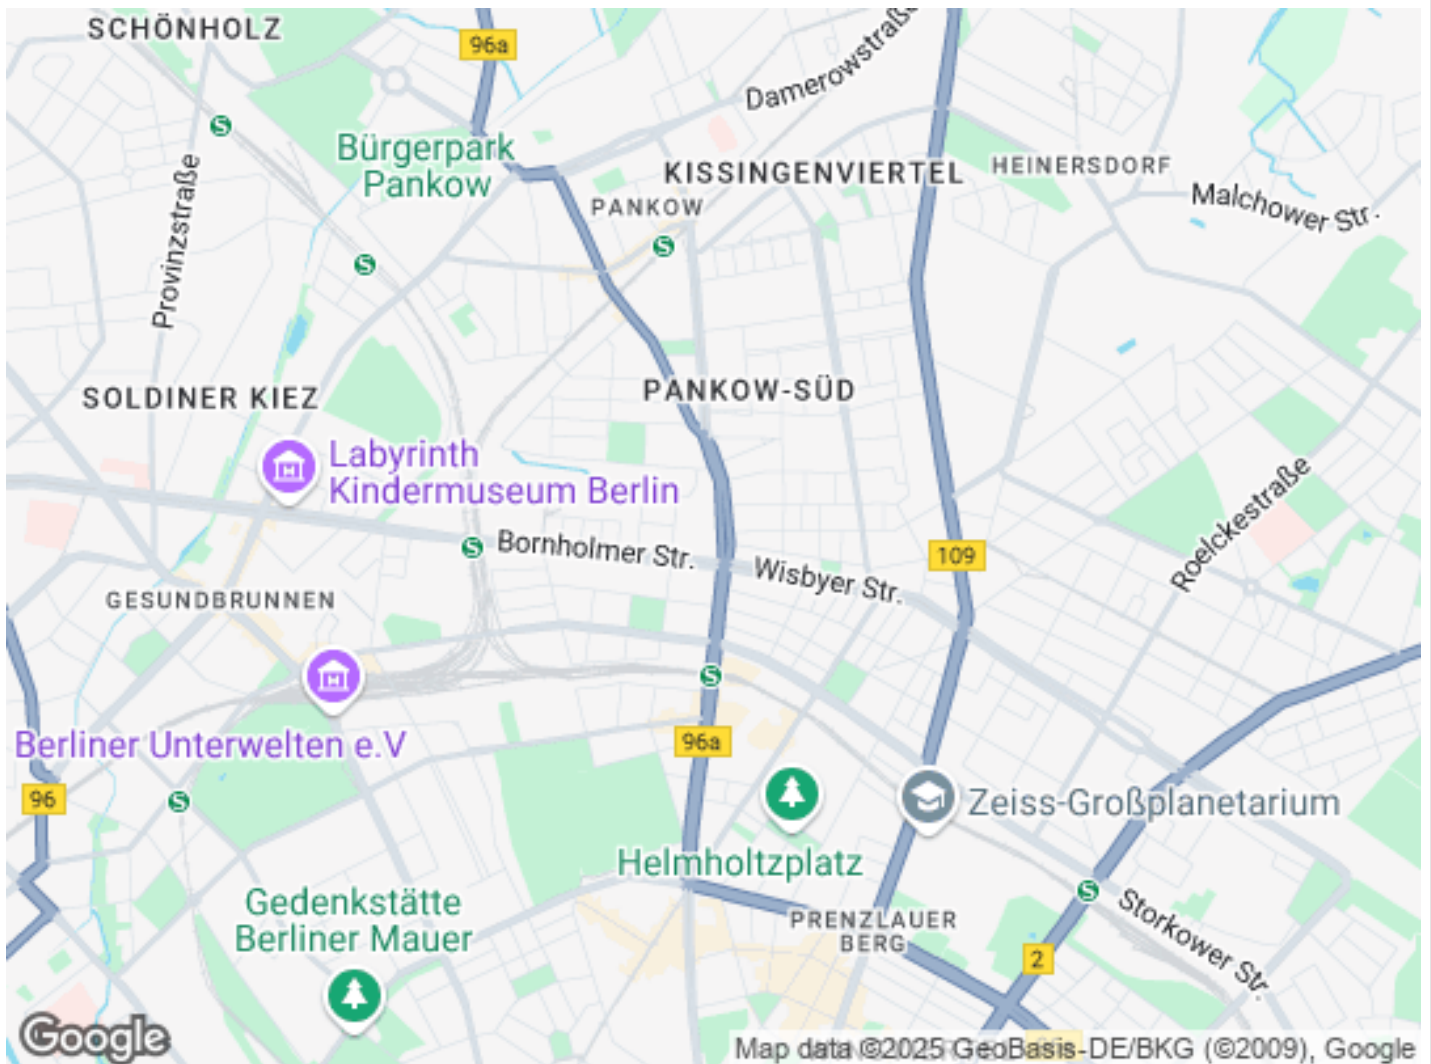 SCHÖNHOLZ
96a
Damerowstraße
Bürgerpark
Pankow
KISSINGENVIERTEL
HEINERSDORF
Malchower Str.
PANKOW
Provinzstraße
SOLDINER KIEZ
PANKOW-SÜD
Labyrinth
Kindermuseum Berlin
Roelckestraße
Bornholmer Str.
Wisbyer Str.
109
GESUNDBRUNNEN
Berliner Unterwelten e.V
96a
96
Zeiss-Großplanetarium
Helmholtzplatz
Gedenkstätte
Berliner Mauer
PRENZLAUER
BERG
Storkower Str.
2
Google
Map data ©2025 GeoBasis-DE/BKG (©2009), Google